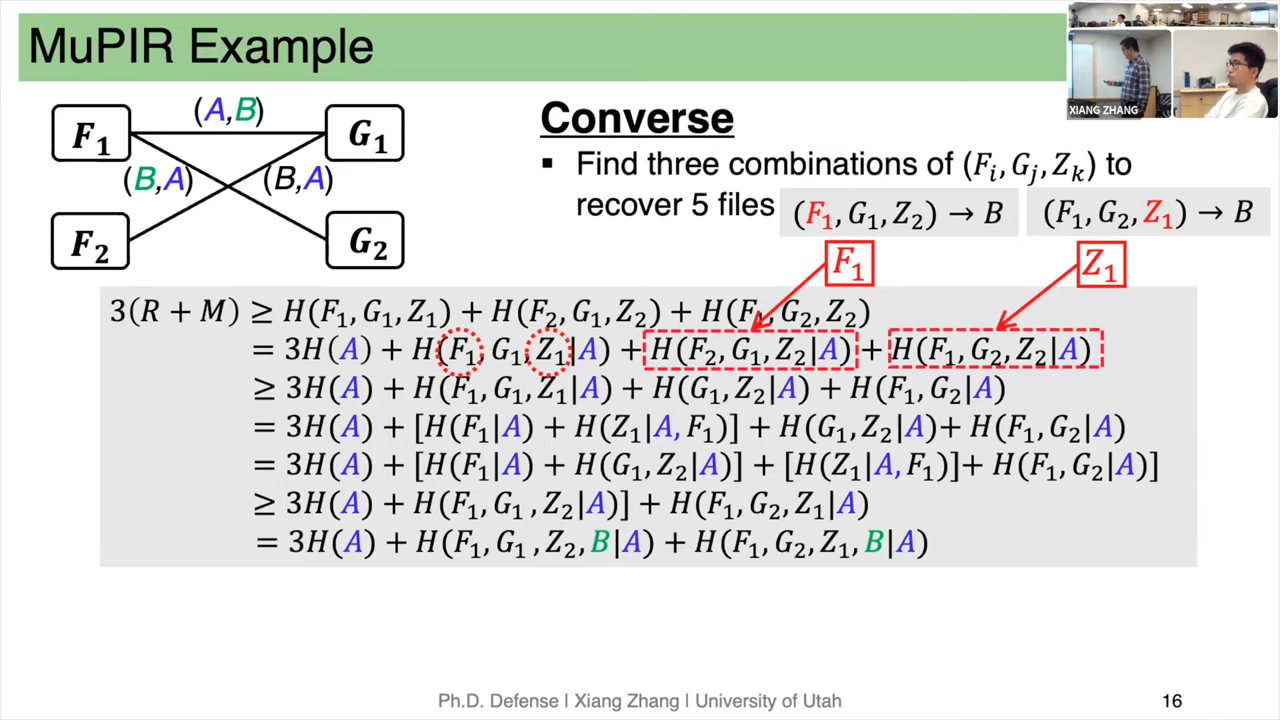 MuPIR Example
(A,B)
F₁
G₁
(B,A)
(B,A)
F₂
G₂
Converse
▪ Find three combinations of (Fᵢ, Gⱼ, Zₖ) to
recover 5 files
(F₁, G₁, Z₂) → B
(F₁, G₂, Z₁) → B
F₁
Z₁
3(R + M) ≥ H(F₁, G₁, Z₁) + H(F₂, G₁, Z₂) + H(F₁, G₂, Z₂)
= 3H(A) + H(F₁, G₁, Z₁|A) + H(F₂, G₁, Z₂|A) + H(F₁, G₂, Z₂|A)
≥ 3H(A) + H(F₁, G₁, Z₁|A) + H(G₁, Z₂|A) + H(F₁, G₂|A)
= 3H(A) + [H(F₁|A) + H(Z₁|A, F₁)] + H(G₁, Z₂|A)+ H(F₁, G₂|A)
= 3H(A) + [H(F₁|A) + H(G₁, Z₂|A)] + [H(Z₁|A, F₁)]+ H(F₁, G₂|A)]
≥ 3H(A) + H(F₁, G₁ , Z₂|A)] + H(F₁, G₂, Z₁|A)
= 3H(A) + H(F₁, G₁ , Z₂, B|A) + H(F₁, G₂, Z₁, B|A)
XIANG ZHANG
Ph.D. Defense | Xiang Zhang | University of Utah
16